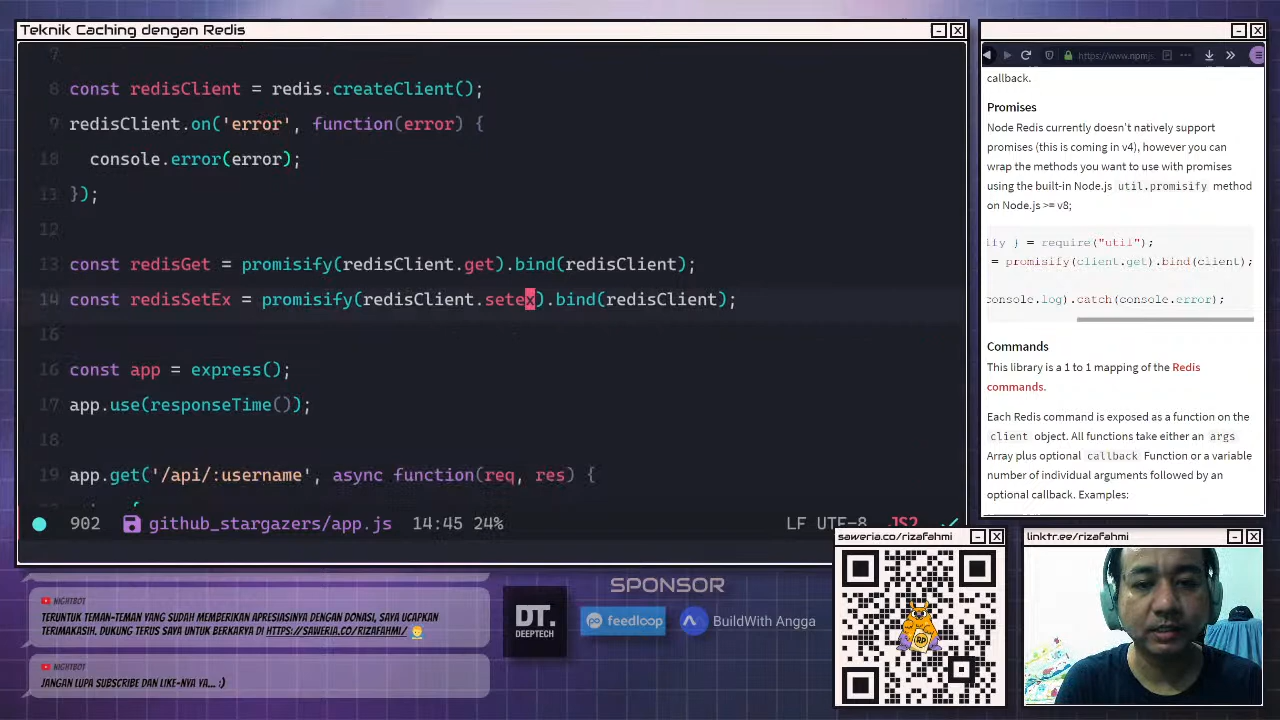 Teknik Caching dengan Redis
7
8 const redisClient = redis.createClient();
9 redisClient.on('error', function(error) {
10 console.error(error);
11 });
12
13 const redisGet = promisify(redisClient.get).bind(redisClient);
14 const redisSetEx = promisify(redisClient.setex).bind(redisClient);
15
16 const app = express();
17 app.use(responseTime());
18
19 app.get('/api/:username', async function(req, res) {
902 github_stargazers/app.js 14:45 24% LF UTF-8 JS2
https://www.npmjs.
callback.
Promises
Node Redis currently doesn't natively support
promises (this is coming in v4), however you can
wrap the methods you want to use with promises
using the built-in Node.js util.promisify method
on Node.js >= v8;
ify } = require("util");
= promisify(client.get).bind(client);
console.log).catch(console.error);
Commands
This library is a 1 to 1 mapping of the Redis
commands.
Each Redis command is exposed as a function on the
client object. All functions take either an args
Array plus optional callback Function or a variable
number of individual arguments followed by an
optional callback. Examples:
NIGHTBOT
TERUNTUK TEMAN-TEMAN YANG SUDAH MEMBERIKAN APRESIASINYA DENGAN DONASI, SAYA UCAPKAN
TERIMAKASIH. DUKUNG TERUS SAYA UNTUK BERKARYA DI HTTPS://SAWERIA.CO/RIZAFAHMI/
NIGHTBOT
JANGAN LUPA SUBSCRIBE DAN LIKE-NYA YA... :)
SPONSOR
DT.
DEEPTECH
feedloop
BuildWith Angga
saweria.co/rizafahmi
RP
linktr.ee/rizafahmi